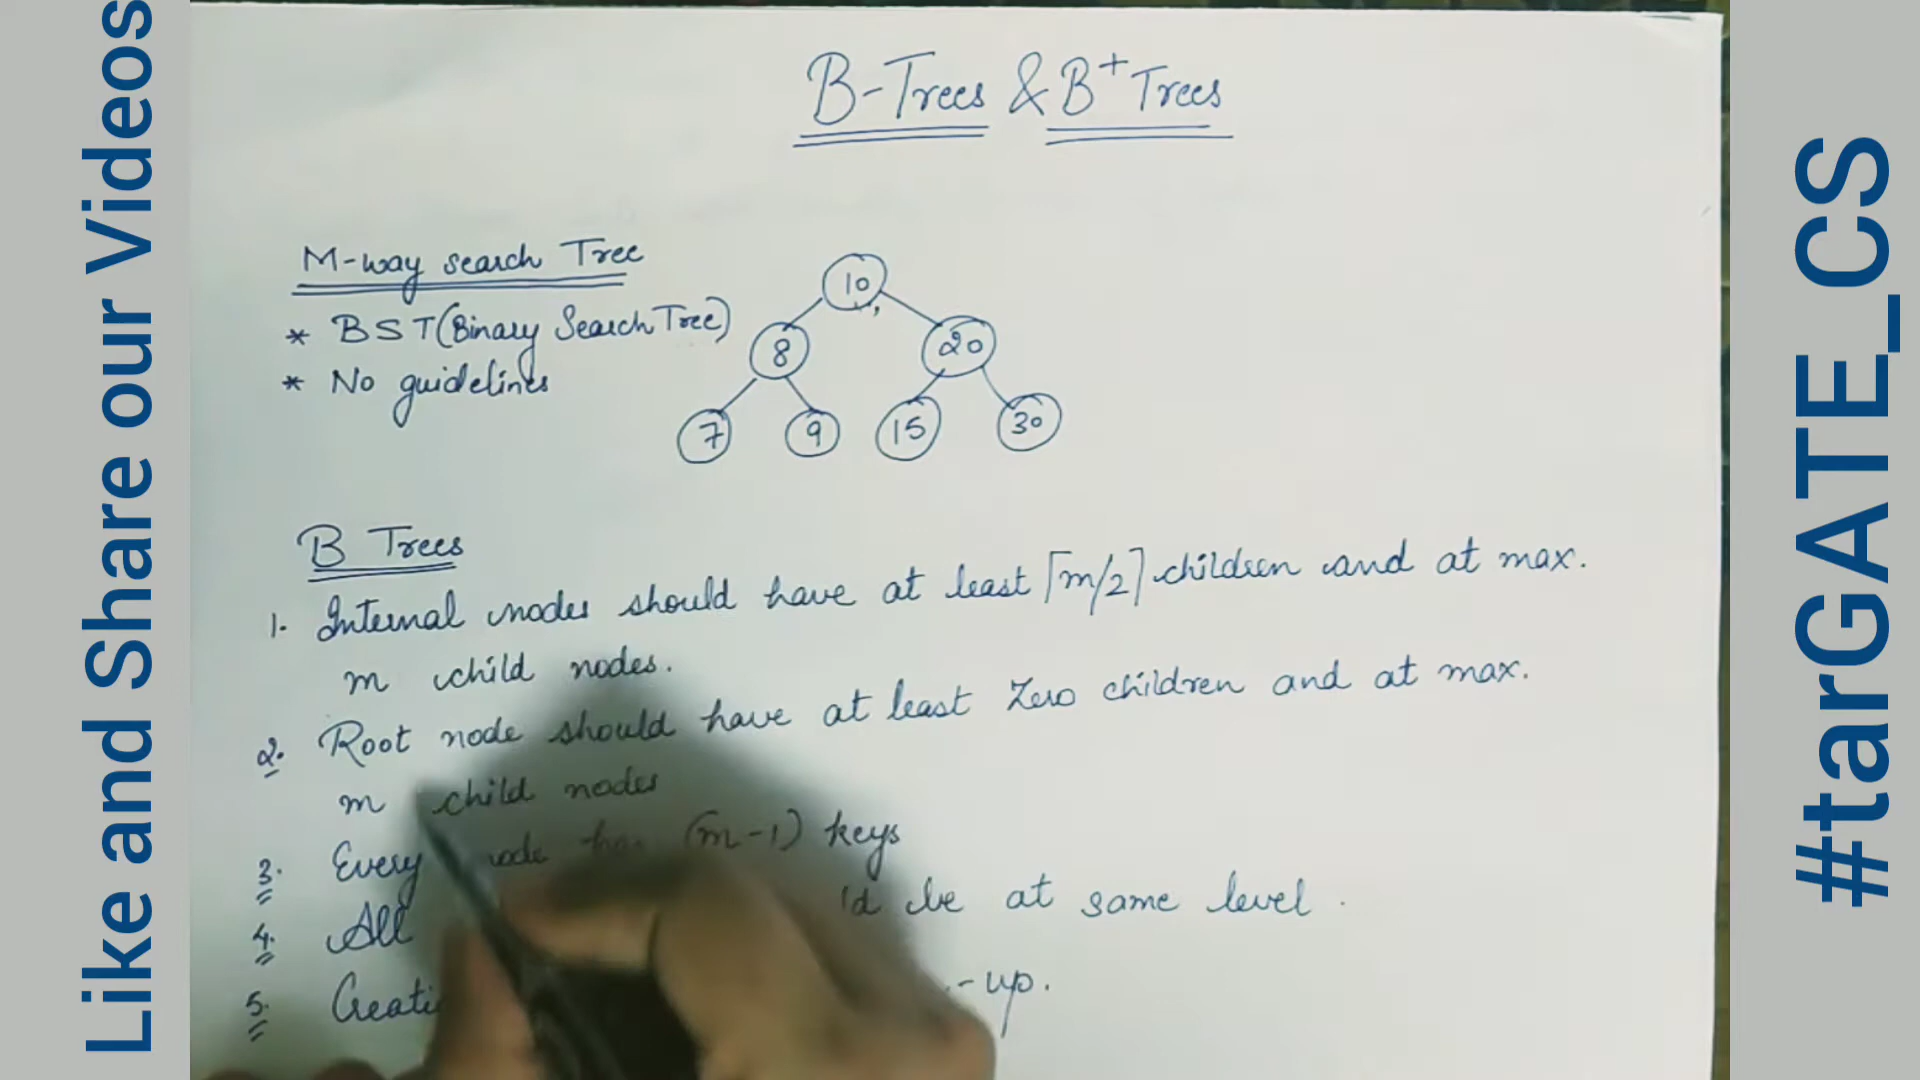 Like and Share our Videos
B-Trees & B+ Trees
M-way search Tree
* BST(Binary Search Tree)
* No guidelines
10
8
20
7
9
15
30
B Trees
1. Internal nodes should have at least ⌈m/2⌉ children and at max.
m child nodes.
2. Root node should have at least Zero children and at max.
m child nodes
3. Every node has (m-1) keys
4. All be at same level.
5. -up.
#tarGATE_CS